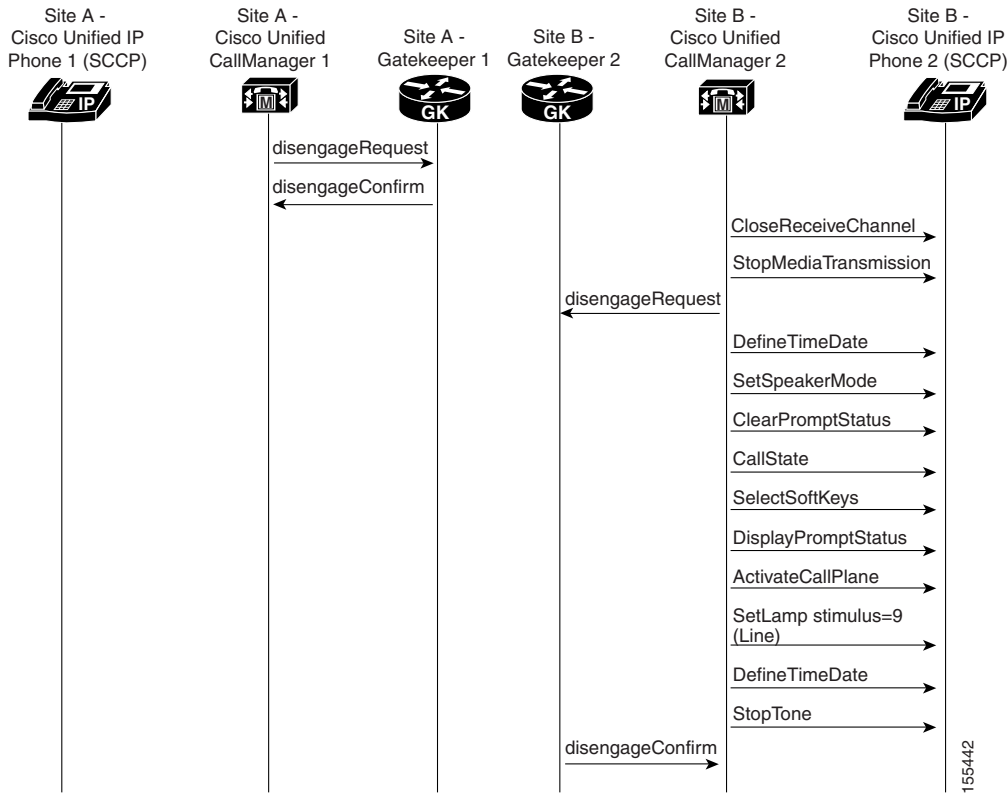 Site A -
Cisco Unified IP
Phone 1 (SCCP)
Site A -
Cisco Unified
CallManager 1
Site A -
Gatekeeper 1
Site B -
Gatekeeper 2
Site B -
Cisco Unified
CallManager 2
Site B -
Cisco Unified IP
Phone 2 (SCCP)
IP
M
GK
GK
M
IP
disengageRequest
disengageConfirm
CloseReceiveChannel
StopMediaTransmission
disengageRequest
DefineTimeDate
SetSpeakerMode
ClearPromptStatus
CallState
SelectSoftKeys
DisplayPromptStatus
ActivateCallPlane
SetLamp stimulus=9
(Line)
DefineTimeDate
StopTone
disengageConfirm
155442